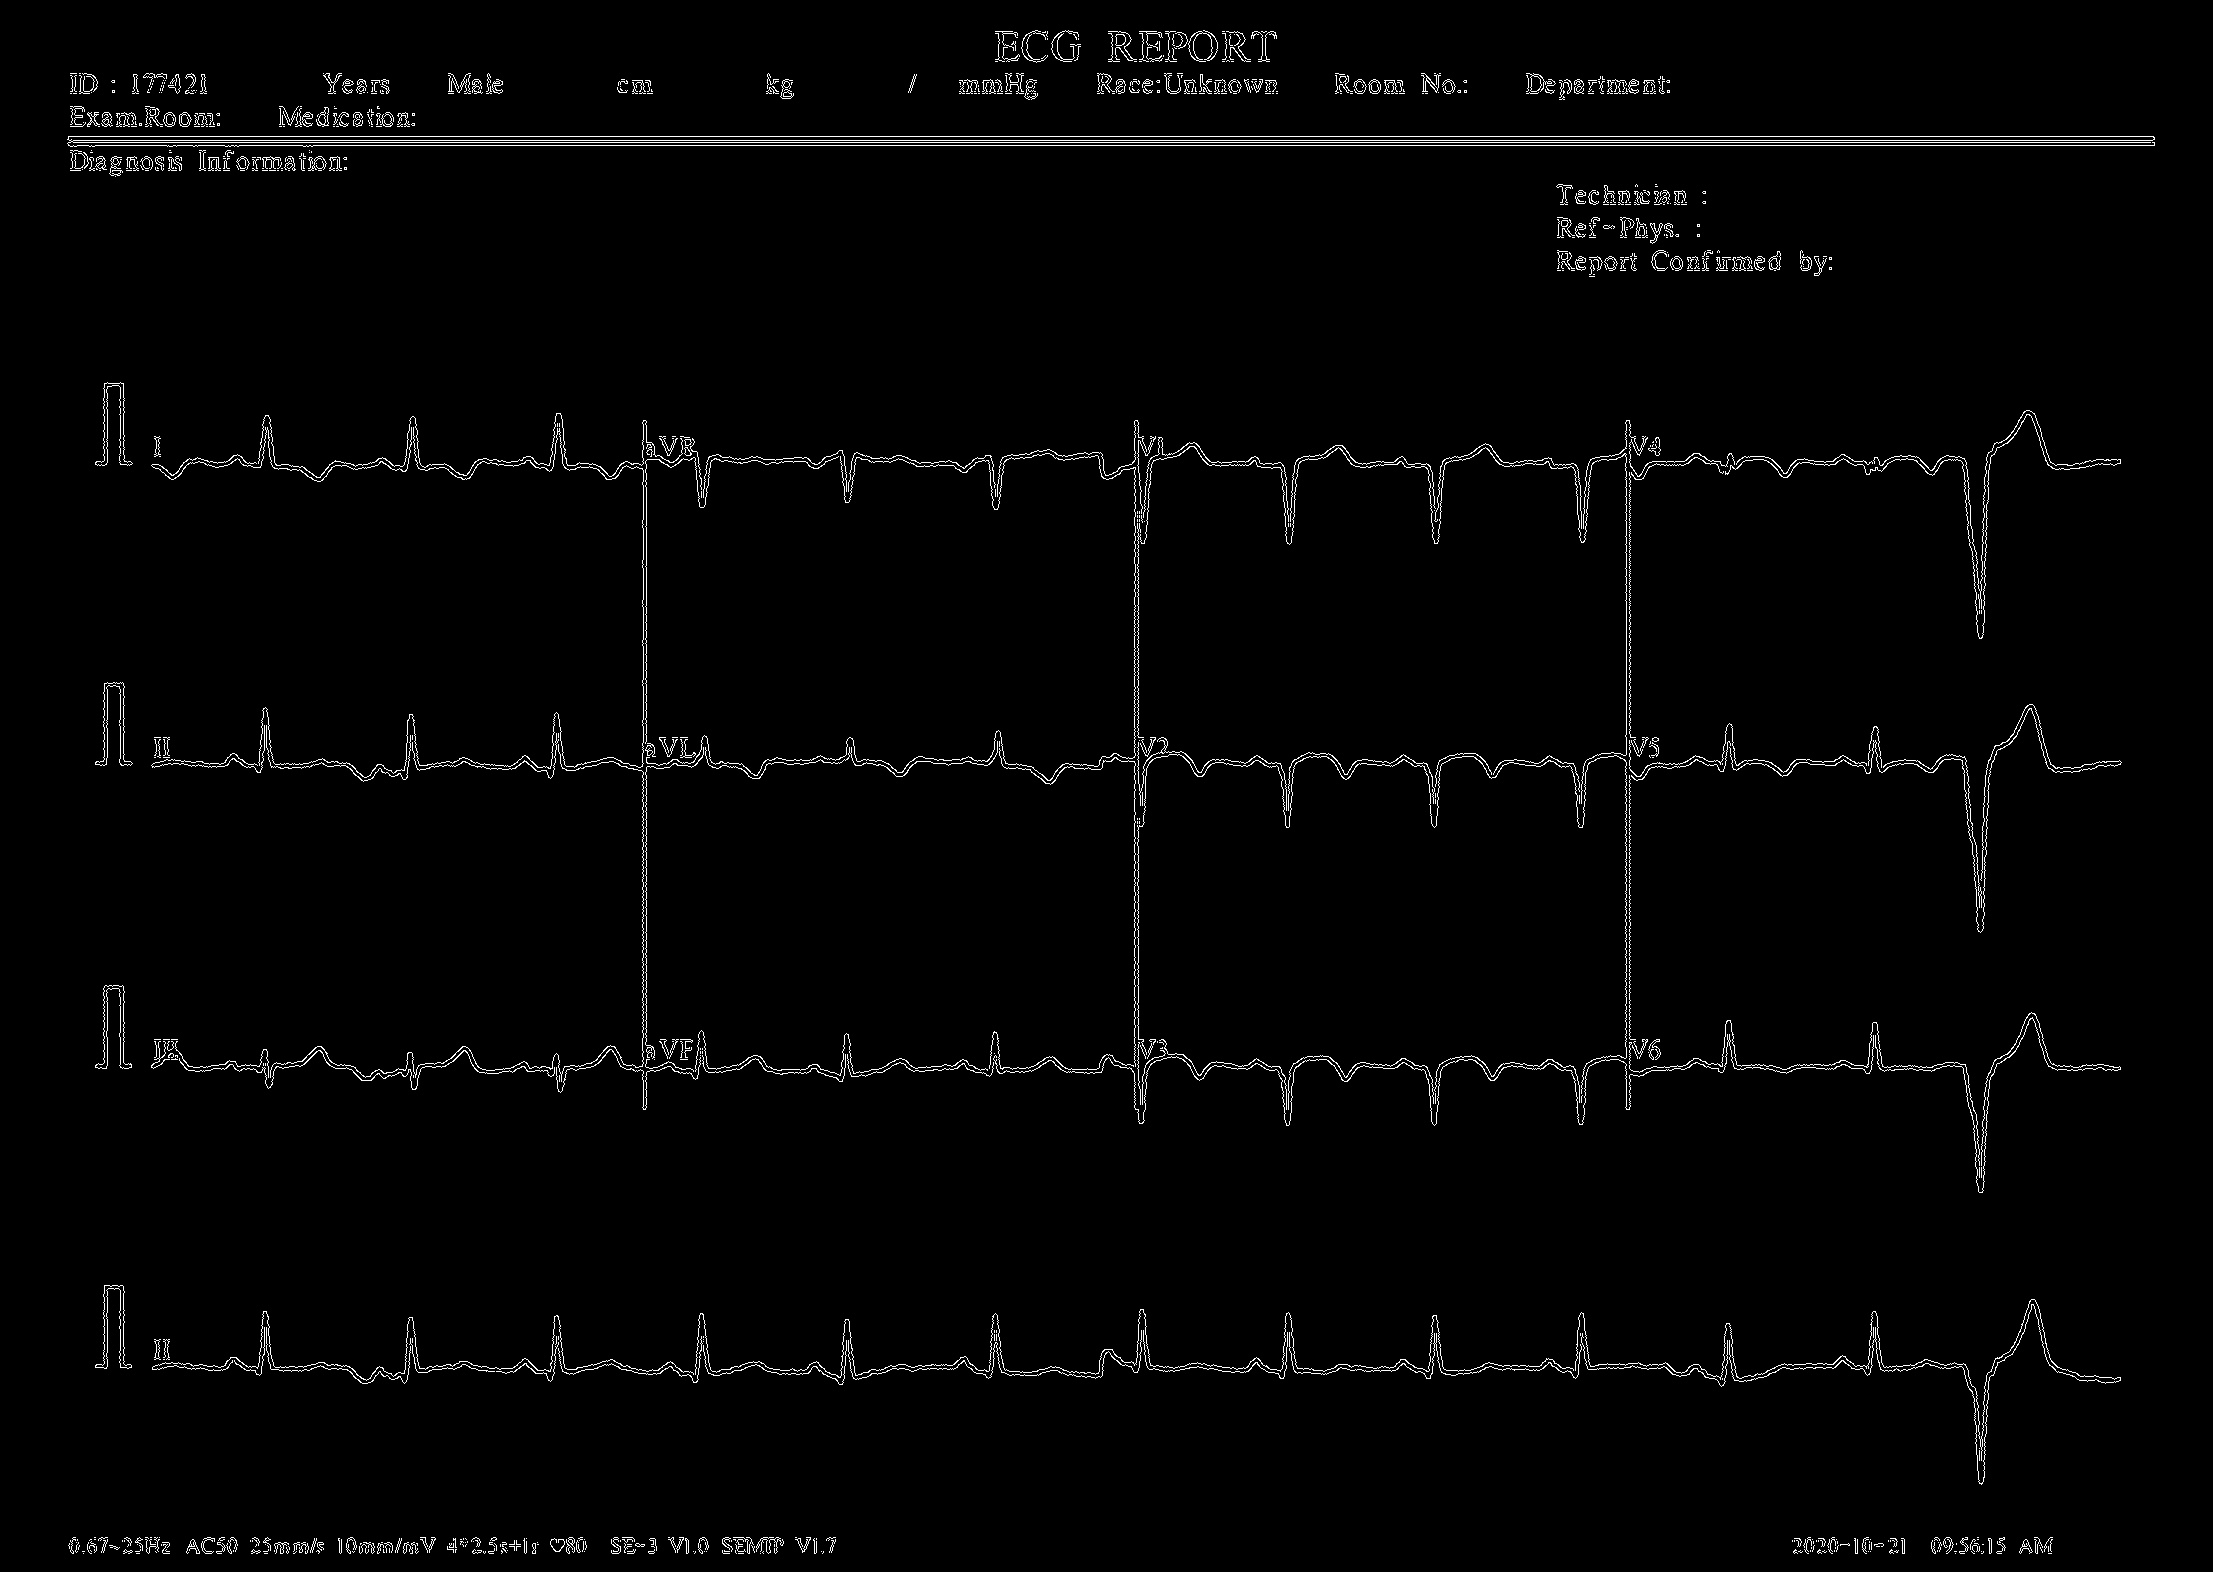 ECG REPORT
ID : 177421 Years Male cm kg / mmHg Race:Unknown Room No.: Department:
Exam.Room: Medication:
Diagnosis Information:
Technician :
Ref-Phys. :
Report Confirmed by:
I aVR V1 V4
II aVL V2 V5
III aVF V3 V6
II
0.67~25Hz AC50 25mm/s 10mm/mV 4*2.5s+1r ♡80 SE-3 V1.0 V1.7 2020-10-21 09:56:15 AM